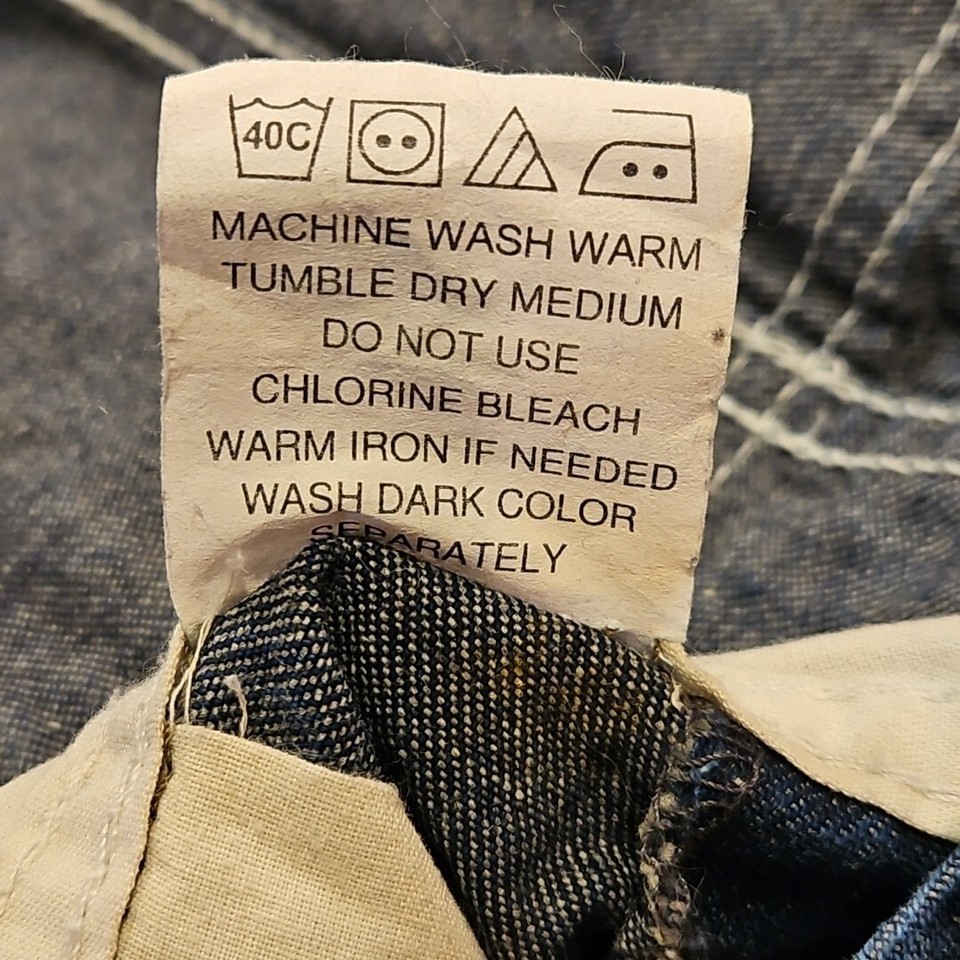 40C
MACHINE WASH WARM
TUMBLE DRY MEDIUM
DO NOT USE
CHLORINE BLEACH
WARM IRON IF NEEDED
WASH DARK COLOR
SEPARATELY